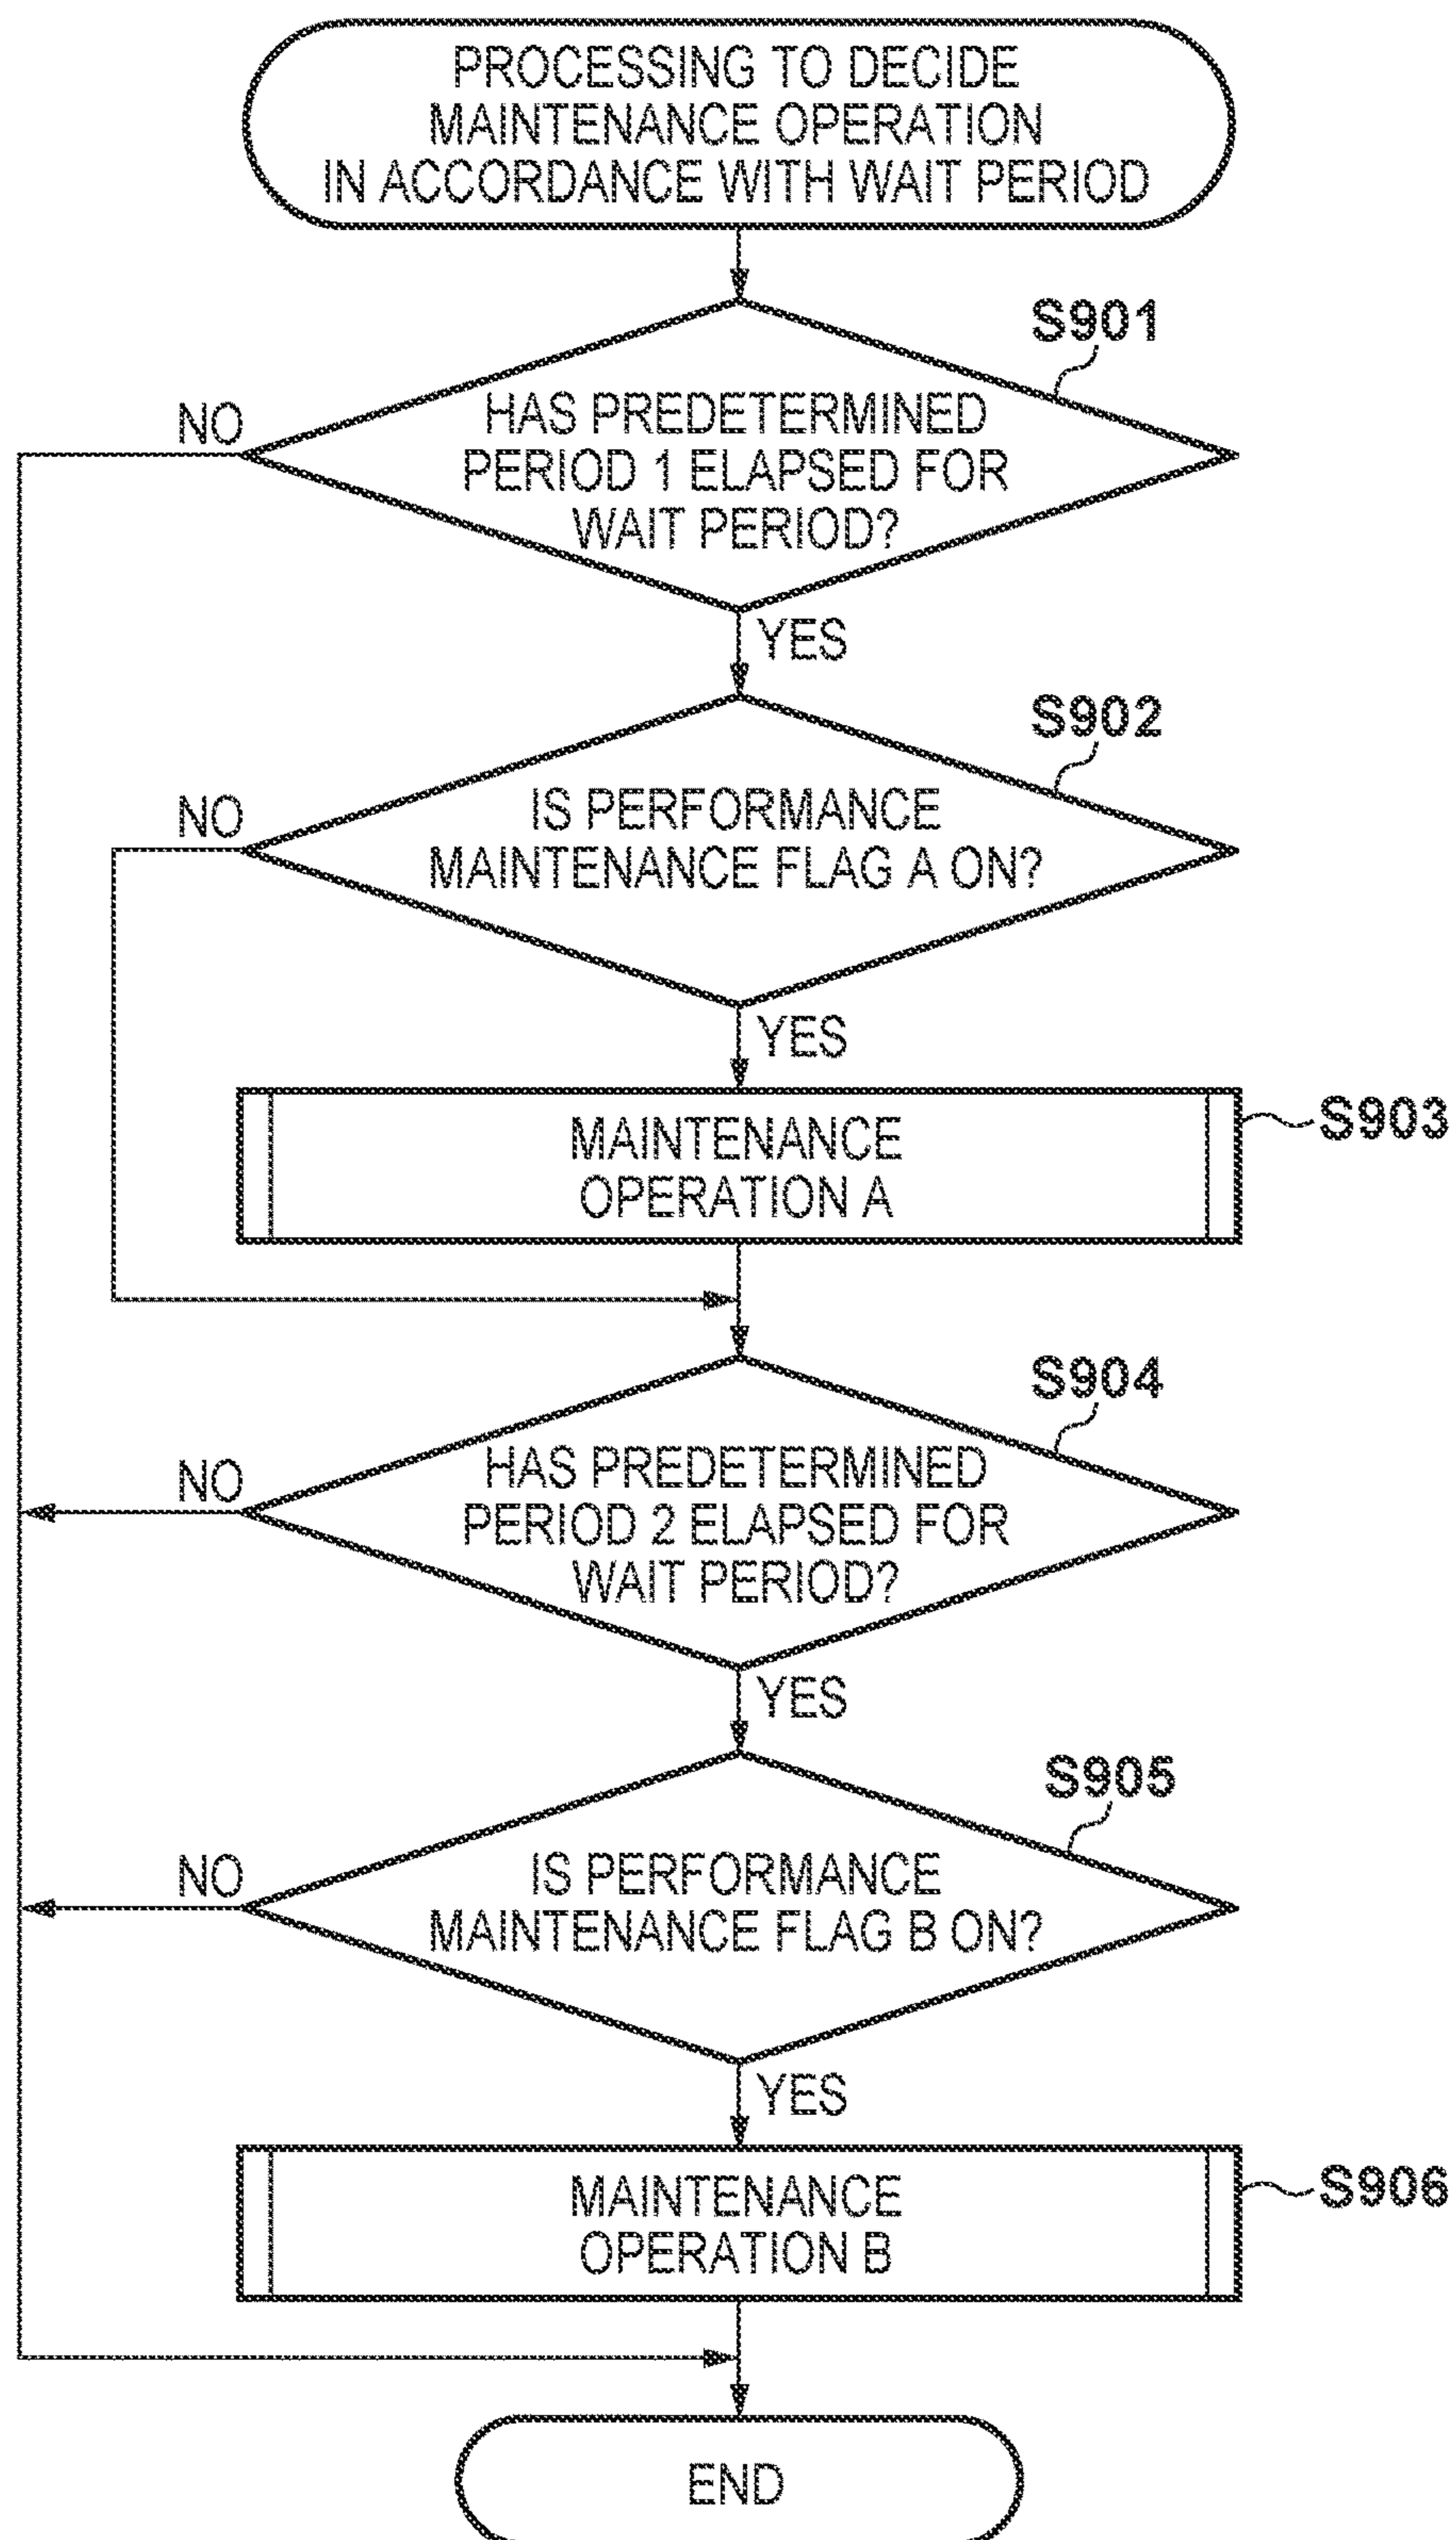 PROCESSING TO DECIDE
MAINTENANCE OPERATION
IN ACCORDANCE WITH WAIT PERIOD
S901
NO
HAS PREDETERMINED
PERIOD 1 ELAPSED FOR
WAIT PERIOD?
YES
S902
NO
IS PERFORMANCE
MAINTENANCE FLAG A ON?
YES
MAINTENANCE
OPERATION A
S903
S904
NO
HAS PREDETERMINED
PERIOD 2 ELAPSED FOR
WAIT PERIOD?
YES
S905
NO
IS PERFORMANCE
MAINTENANCE FLAG B ON?
YES
MAINTENANCE
OPERATION B
S906
END